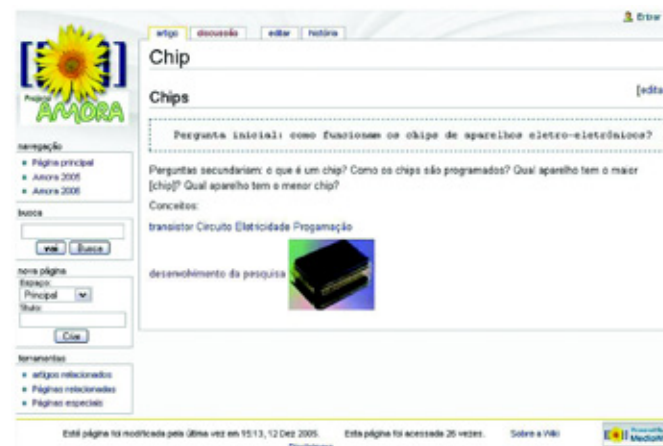 Entrar
artigo discussão editar história
Chip
Projeto
AMORA
Chips
[edita
Pergunta inicial: como funcionam os chips de aparelhos eletro-eletrônicos?
Perguntas secundariam: o que é um chip? Como os chips são programados? Qual aparelho tem o maior
[chip]? Qual aparelho tem o menor chip?
Conceitos:
transistor Circuito Eletricidade Progamação
desenvolvimento da pesquisa
navegação
Página principal
Amora 2005
Amora 2006
busca
vai Busca
nova página
Espaço:
Principal
título:
Criar
ferramentas
artigos relacionados
Páginas relacionadas
Páginas especiais
Esta página foi modificada pela última vez em 15:13, 12 Dez 2005. Esta página foi acessada 26 vezes. Sobre a Wiki